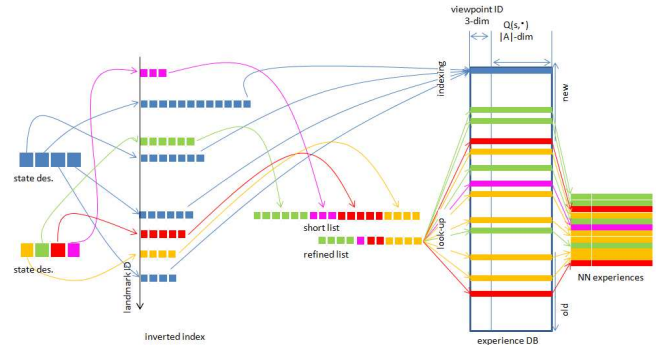 viewpoint ID
3-dim
Q(s,•)
|A|-dim
indexing
new
state des.
short list
look-up
refined list
state des.
landmark ID
NN experiences
old
inverted index
experience DB